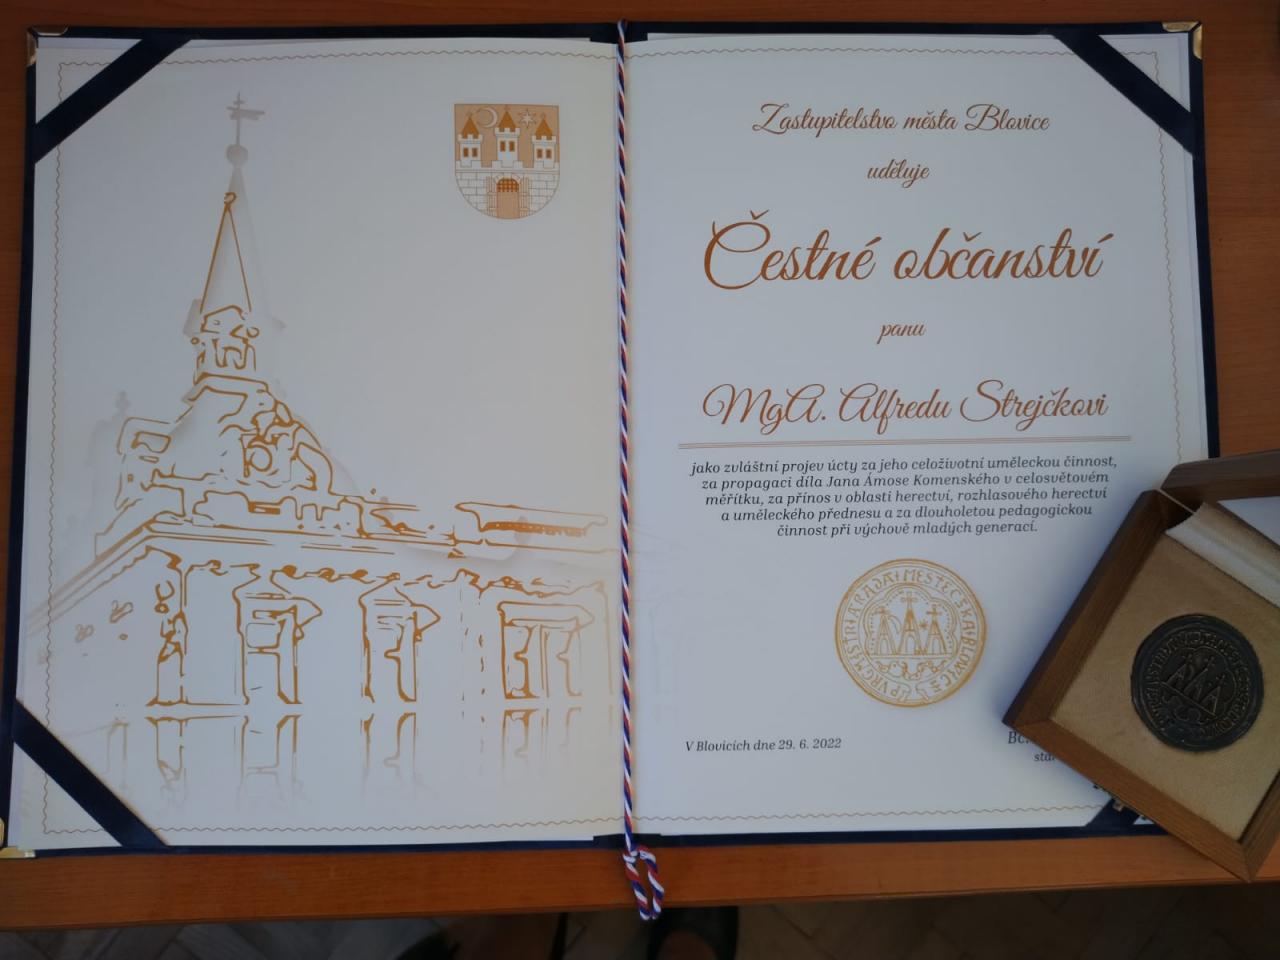 Zastupitelstvo města Blovice
uděluje
Čestné občanství
panu
MgA. Alfredu Strejčkovi
jako zvláštní projev úcty za jeho celoživotní uměleckou činnost,
za propagaci díla Jana Ámose Komenského v celosvětovém
měřítku, za přínos v oblasti herectví, rozhlasového herectví
a uměleckého přednesu a za dlouholetou pedagogickou
činnost při výchově mladých generací.
V Blovicích dne 29. 6. 2022